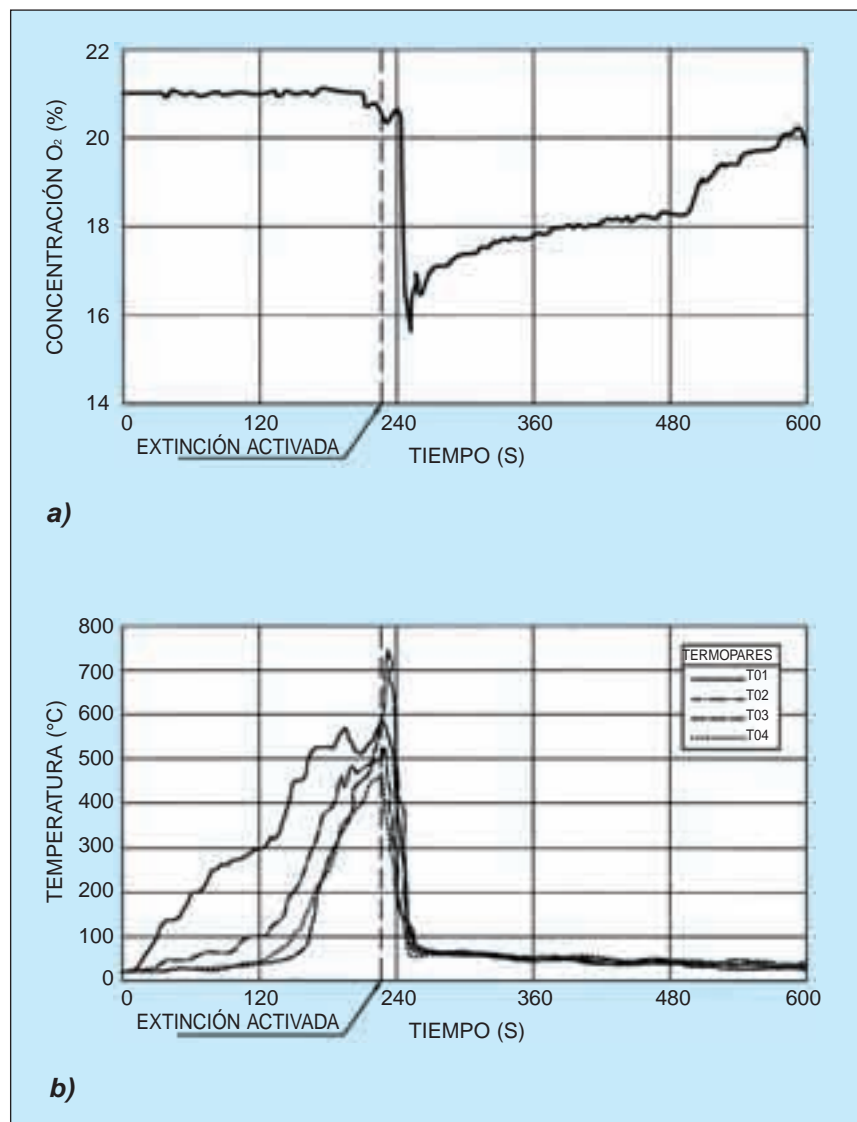 22
20
18
16
14
CONCENTRACIÓN O₂ (%)
0 120 240 360 480 600
EXTINCIÓN ACTIVADA
TIEMPO (S)
a)
800
700
600
500
400
300
200
100
0
TEMPERATURA (°C)
TERMOPARES
T01
T02
T03
T04
0 120 240 360 480 600
EXTINCIÓN ACTIVADA
TIEMPO (S)
b)